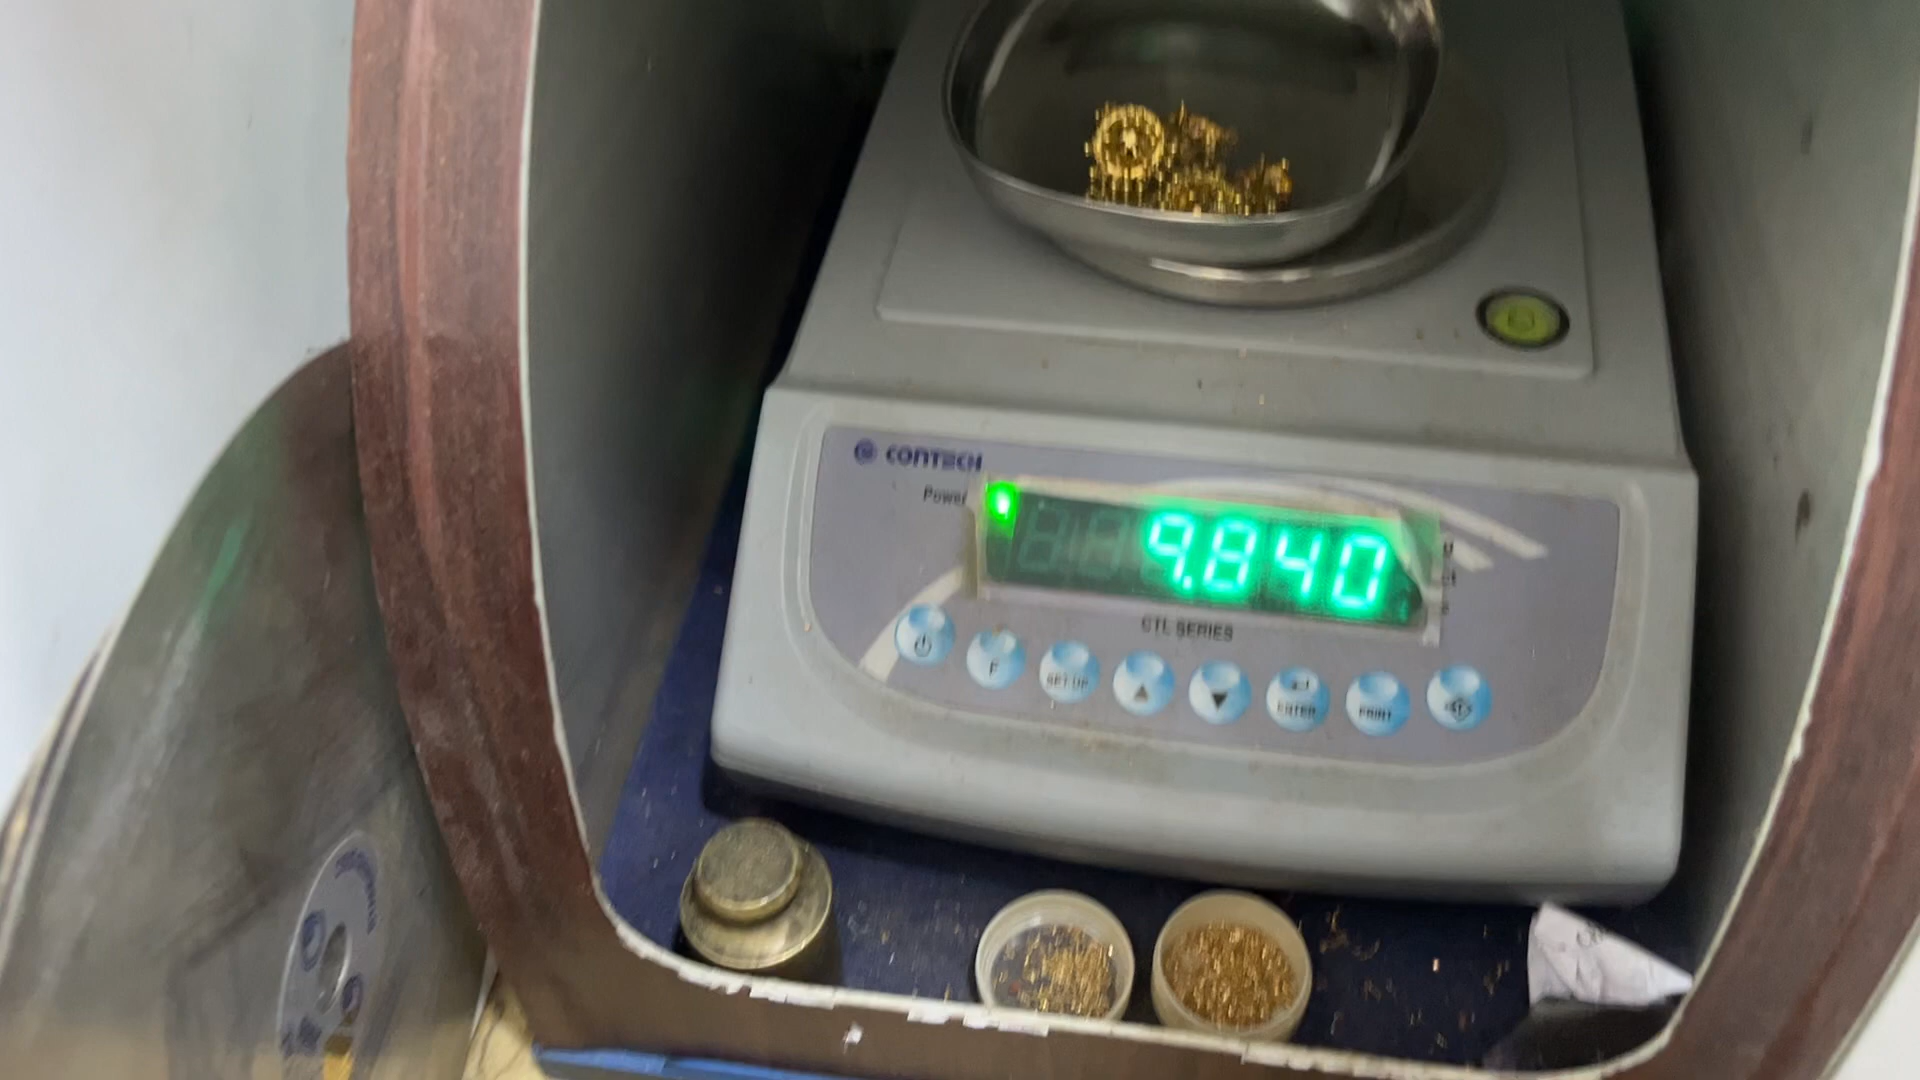 CONTECH
Power
9.840
CTL SERIES
F
SET UP
ENTER
PRINT